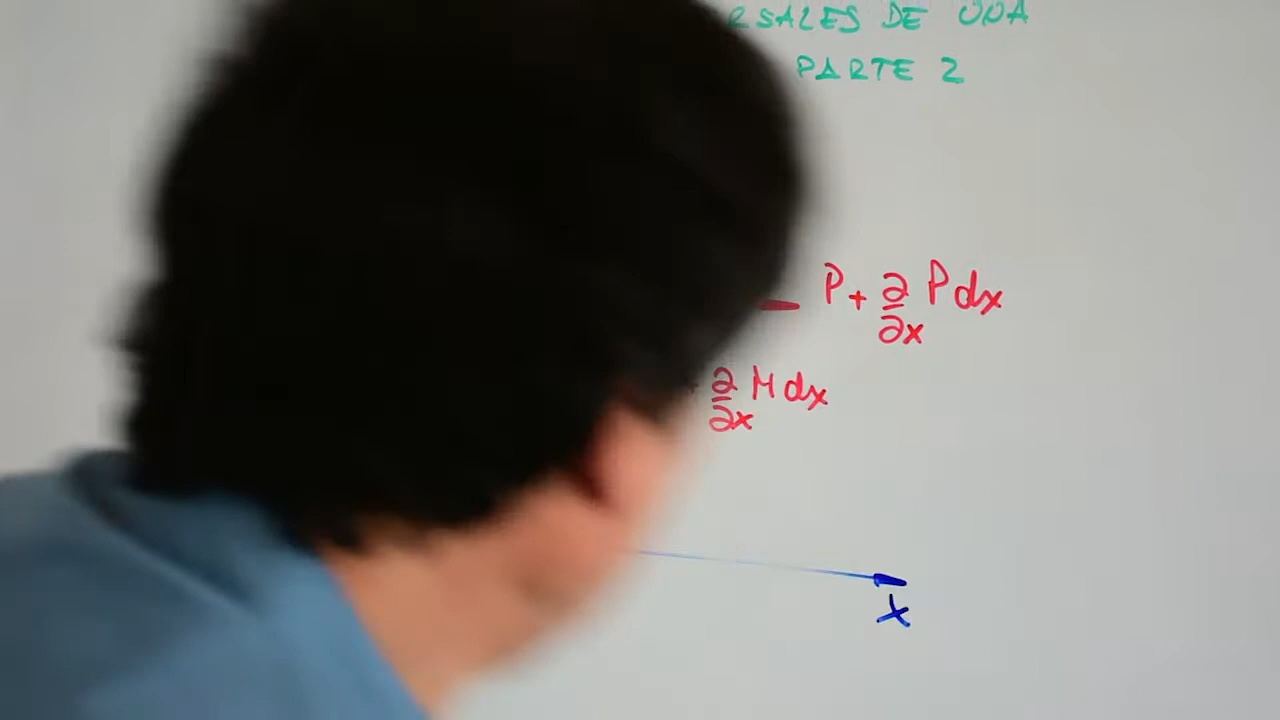 RSALES DE UNA
PARTE 2
P + ∂/∂x P dx
∂/∂x M dx
x